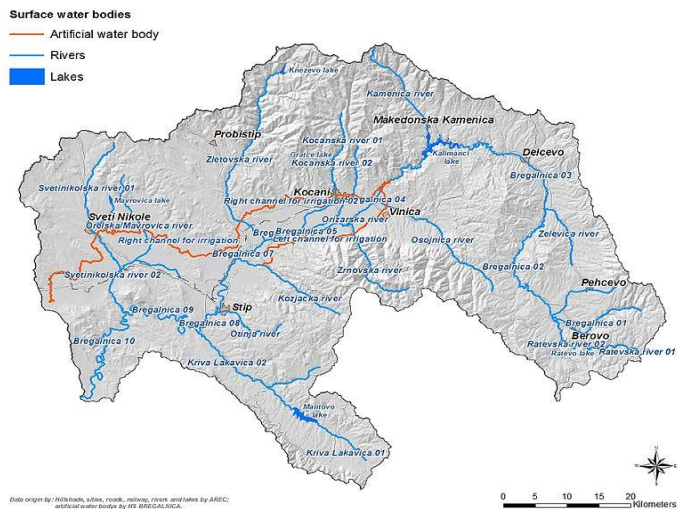 Surface water bodies
Artificial water body
Rivers
Lakes
Knezevo lake
Kamenica river
Makedonska Kamenica
Probistip
Kocanska river 01
Gratce lake
Kocanska river 02
Kalimanci
lake
Delcevo
Zletovska river
Bregalnica 03
Svetinikolska river 01
Mavrovica lake
Kocani
Right channel for irrigation 02
Bregalnica 04
Vinica
Sveti Nikole
Orelska/Mavrovica river
Orizarska river
Bregalnica 05
Right channel for irrigation
Left channel for irrigation
Osojnica river
Zelevica river
Bregalnica 07
Svetinikolska river 02
Zrnovska river
Bregalnica 02
Pehcevo
Kozjacka river
Bregalnica 09
Stip
Bregalnica 08
Bregalnica 01
Otinja river
Berovo
Bregalnica 10
Ratevska river 02
Ratevo lake
Ratevska river 01
Kriva Lakavica 02
Mantovo
lake
Kriva Lakavica 01
N
Data origin by: Hillshade, sities, roads, railway, rivers and lakes by AREC;
artificial water bodys by HS BREGALNICA.
0 5 10 15 20
Kilometers